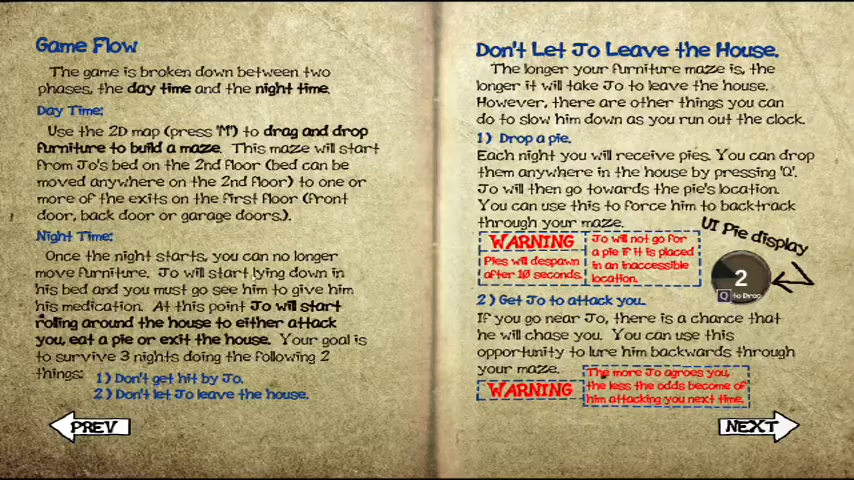 Game Flow
The game is broken down between two
phases, the day time and the night time.
Day Time:
Use the 2D map (press 'M') to drag and drop
furniture to build a maze. This maze will start
from Jo's bed on the 2nd floor (bed can be
moved anywhere on the 2nd floor) to one or
more of the exits on the first floor (front
door, back door or garage doors.).
Night Time:
Once the night starts, you can no longer
move furniture. Jo will start lying down in
his bed and you must go see him to give him
his medication. At this point Jo will start
rolling around the house to either attack
you, eat a pie or exit the house. Your goal is
to survive 3 nights doing the following 2
things:
1) Don't get hit by Jo.
2) Don't let Jo leave the house.
PREV
Don't Let Jo Leave the House.
The longer your furniture maze is, the
longer it will take Jo to leave the house.
However, there are other things you can
do to slow him down as you run out the clock.
1) Drop a pie.
Each night you will receive pies. You can drop
them anywhere in the house by pressing 'Q'.
Jo will then go towards the pie's location.
You can use this to force him to backtrack
through your maze.
WARNING
Pies will despawn
after 10 seconds.
Jo will not go for
a pie if it is placed
in an inaccessible
location.
UI Pie display
2
Q to Drop
2) Get Jo to attack you.
If you go near Jo, there is a chance that
he will chase you. You can use this
opportunity to lure him backwards through
your maze.
WARNING
The more Jo agroes you,
the less the odds become of
him attacking you next time.
NEXT